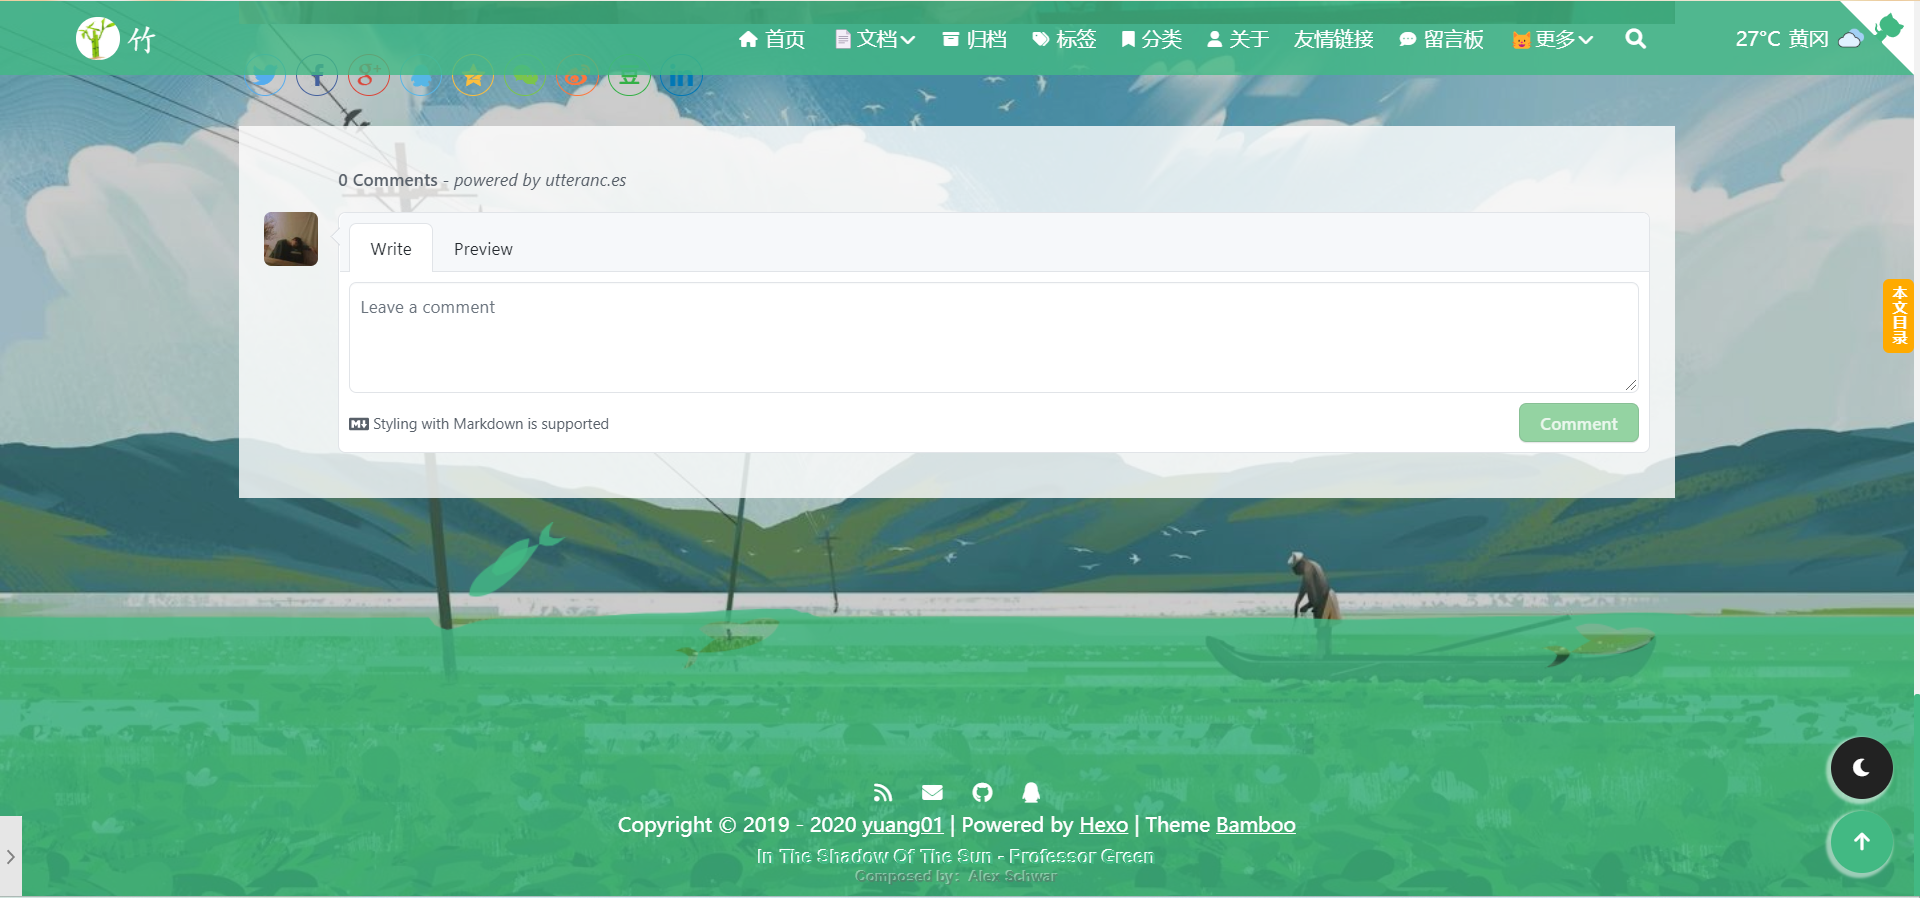 竹
首页 文档 归档 标签 分类 关于 友情链接 留言板 更多 27°C 黄冈
0 Comments - powered by utteranc.es
Write Preview
Leave a comment
Styling with Markdown is supported
Comment
本文目录
Copyright © 2019 - 2020 yuang01 | Powered by Hexo | Theme Bamboo
In The Shadow Of The Sun - Professor Green
Composed by: Alex Schwar